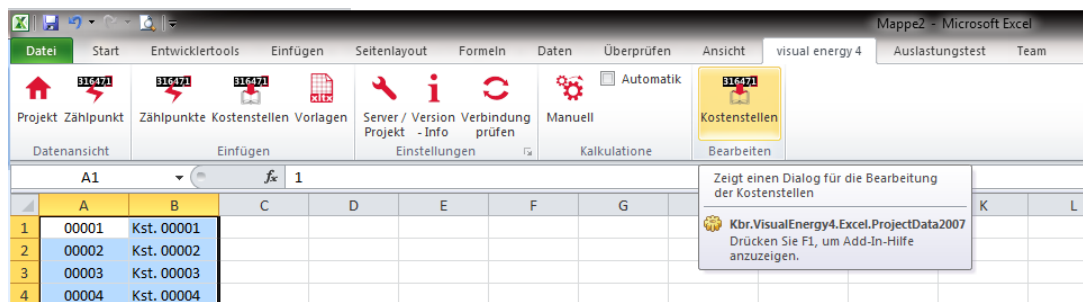 Mappe2 - Microsoft Excel
Datei Start Entwicklertools Einfügen Seitenlayout Formeln Daten Überprüfen Ansicht visual energy 4 Auslastungstest Team
316471 316471 316471 xltx Automatik 316471
Projekt Zählpunkt Zählpunkte Kostenstellen Vorlagen Server / Version Verbindung Manuell Kostenstellen
Projekt - Info prüfen
Datenansicht Einfügen Einstellungen Kalkulatione Bearbeiten
A1 fx 1
Zeigt einen Dialog für die Bearbeitung
der Kostenstellen
Kbr.VisualEnergy4.Excel.ProjectData2007
Drücken Sie F1, um Add-In-Hilfe
anzuzeigen.
A B C D E F G K L
1 00001 Kst. 00001
2 00002 Kst. 00002
3 00003 Kst. 00003
4 00004 Kst. 00004